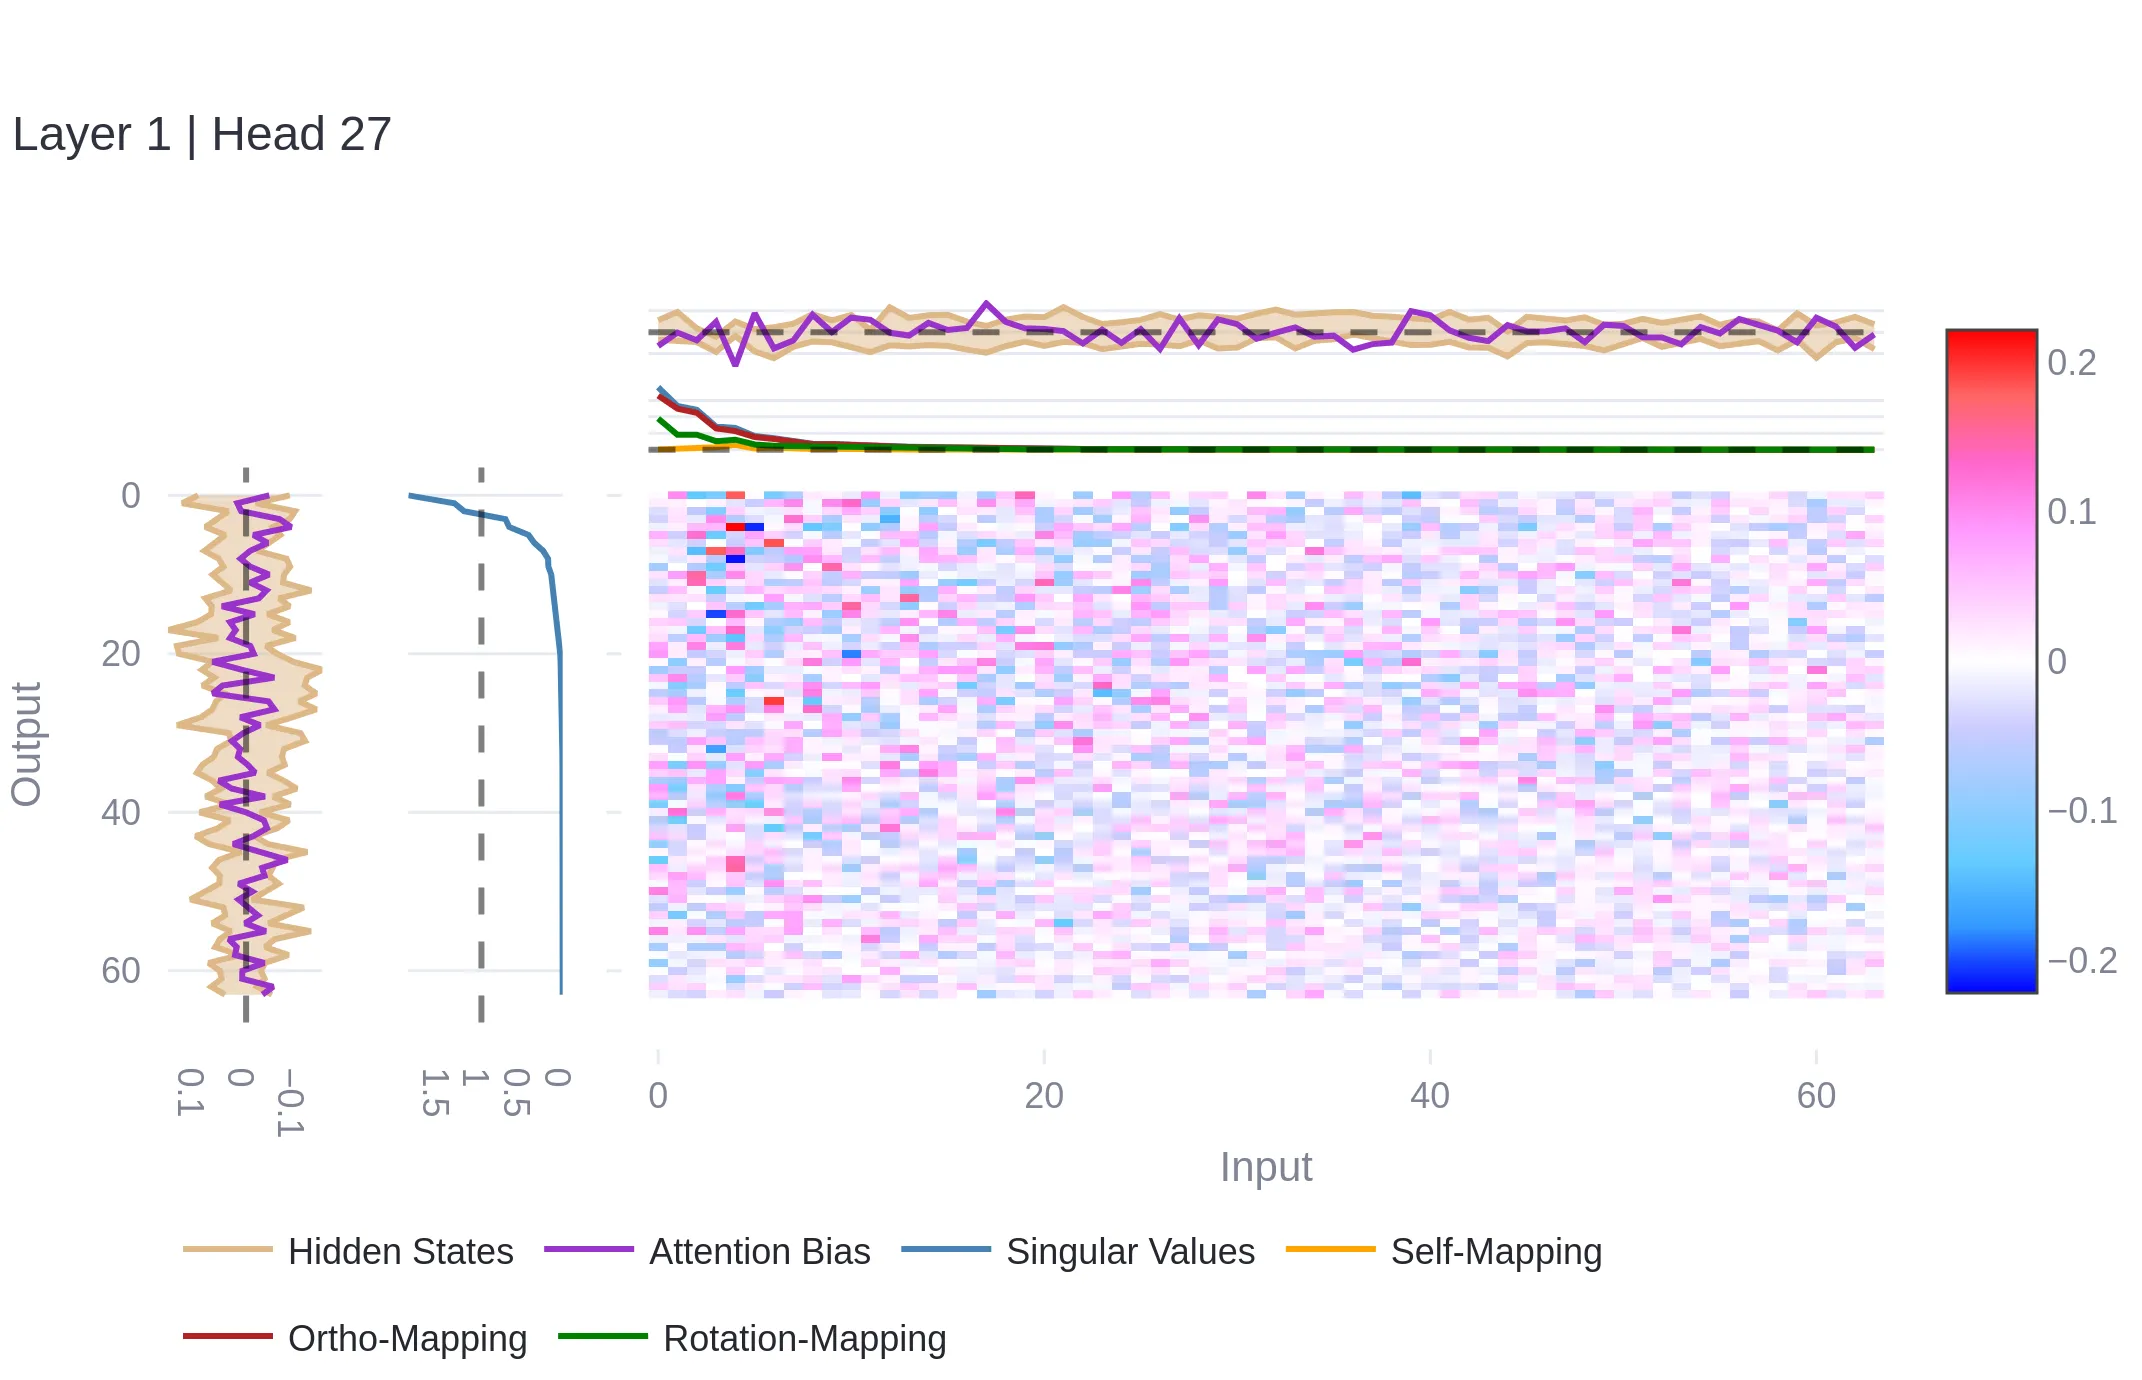 Layer 1 | Head 27
0.2
0.1
0
−0.1
−0.2
0
20
40
60
Output
0.1
0
−0.1
1.5
1
0.5
0
0
20
40
60
Input
Hidden States
Attention Bias
Singular Values
Self-Mapping
Ortho-Mapping
Rotation-Mapping